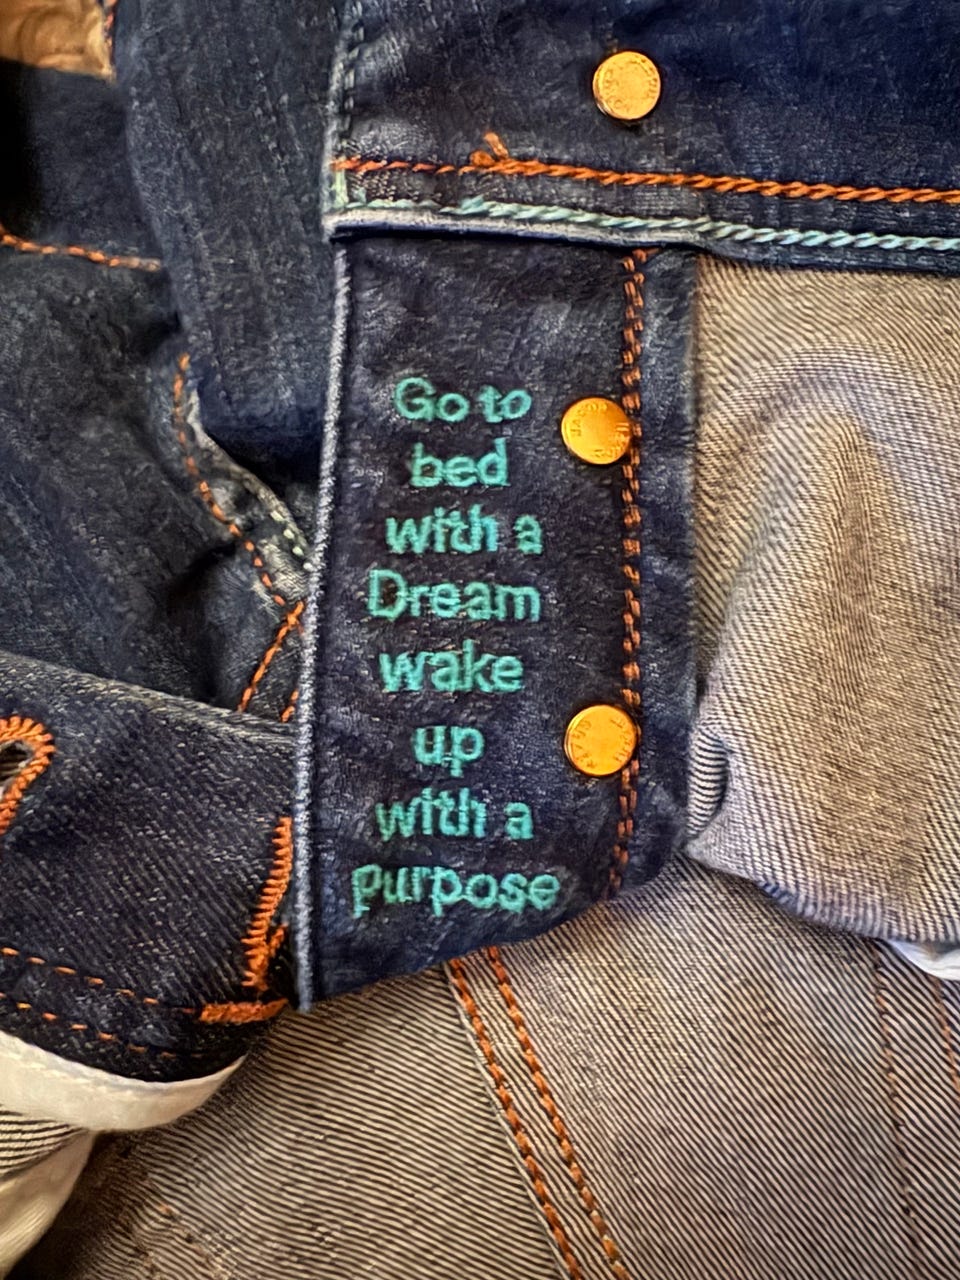 Go to
bed
with a
Dream
wake
up
with a
purpose